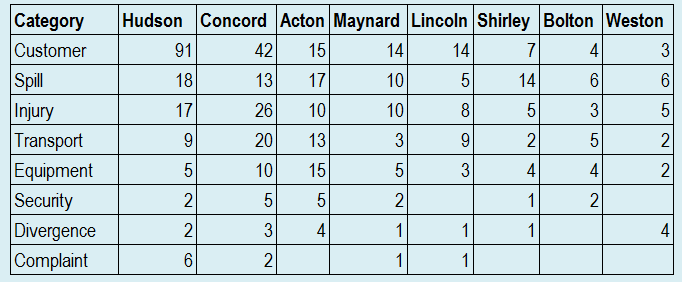 Category Hudson Concord Acton Maynard Lincoln Shirley Bolton Weston
Customer 91 42 15 14 14 7 4 3
Spill 18 13 17 10 5 14 6 6
Injury 17 26 10 10 8 5 3 5
Transport 9 20 13 3 9 2 5 2
Equipment 5 10 15 5 3 4 4 2
Security 2 5 5 2 1 2
Divergence 2 3 4 1 1 1 4
Complaint 6 2 1 1